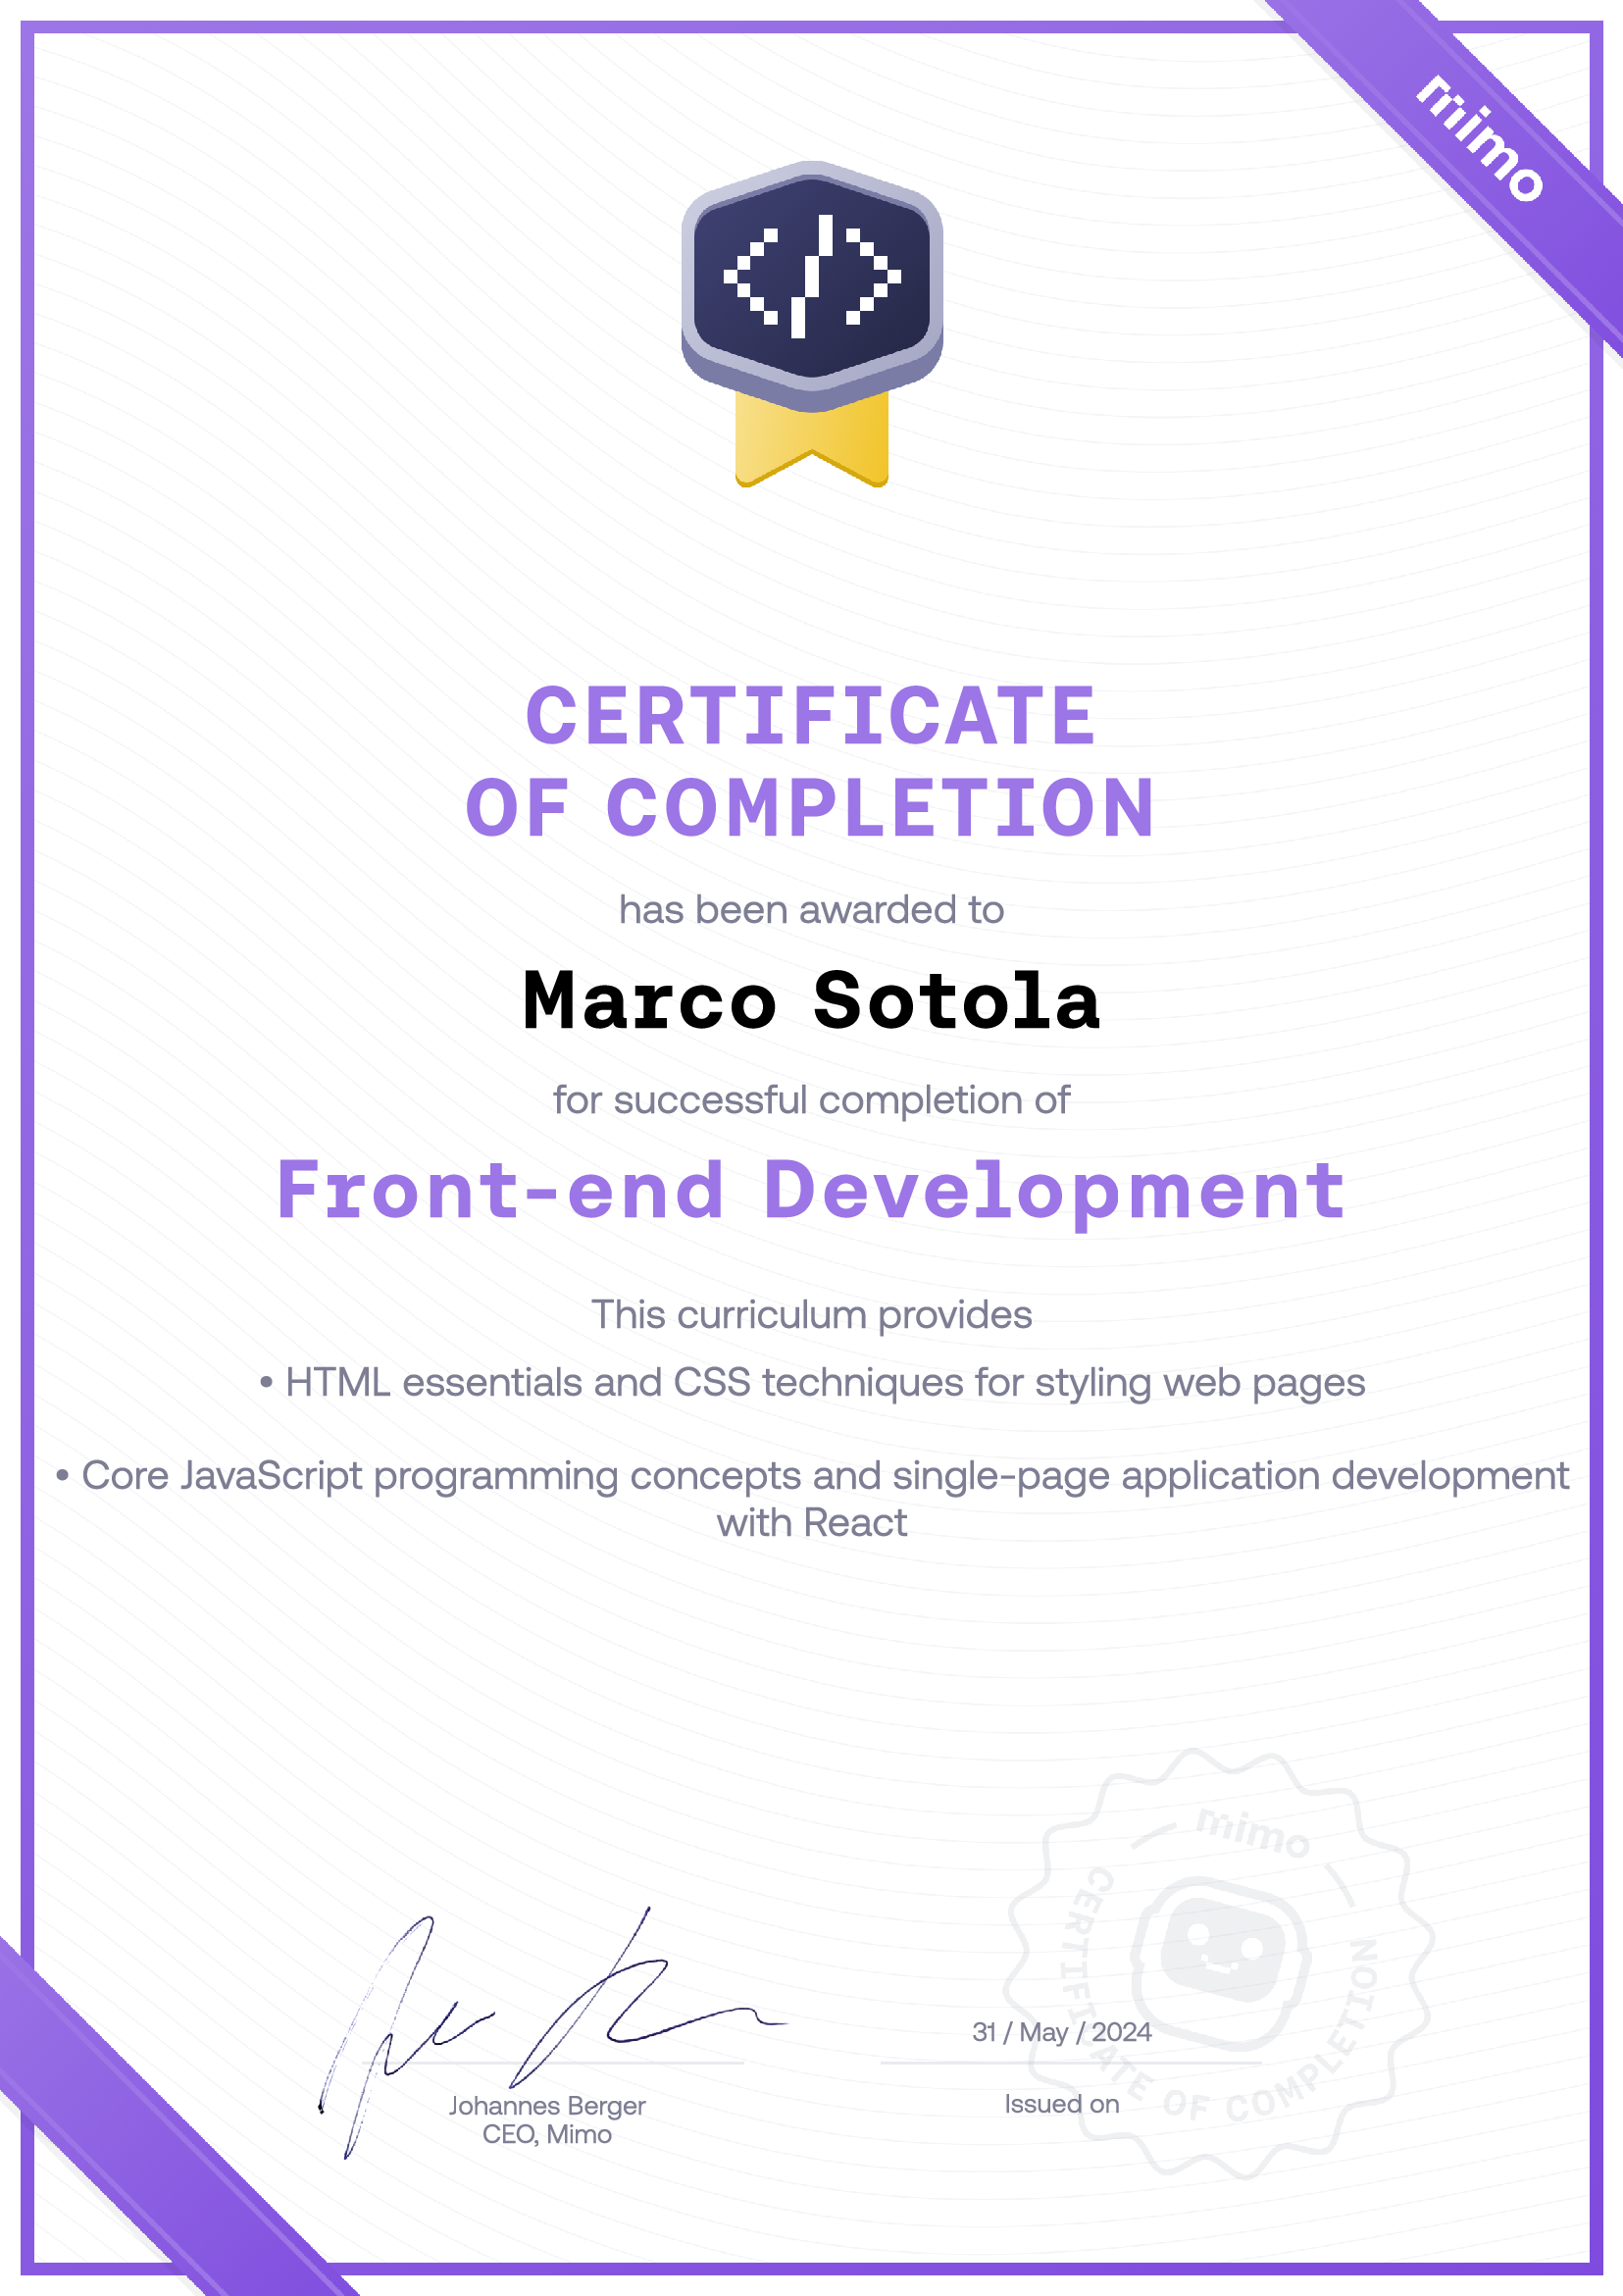 mimo
</>
CERTIFICATE
OF COMPLETION
has been awarded to
Marco Sotola
for successful completion of
Front-end Development
This curriculum provides
• HTML essentials and CSS techniques for styling web pages
• Core JavaScript programming concepts and single-page application development
with React
mimo
CERTIFICATE OF COMPLETION
31 / May / 2024
Johannes Berger
CEO, Mimo
Issued on